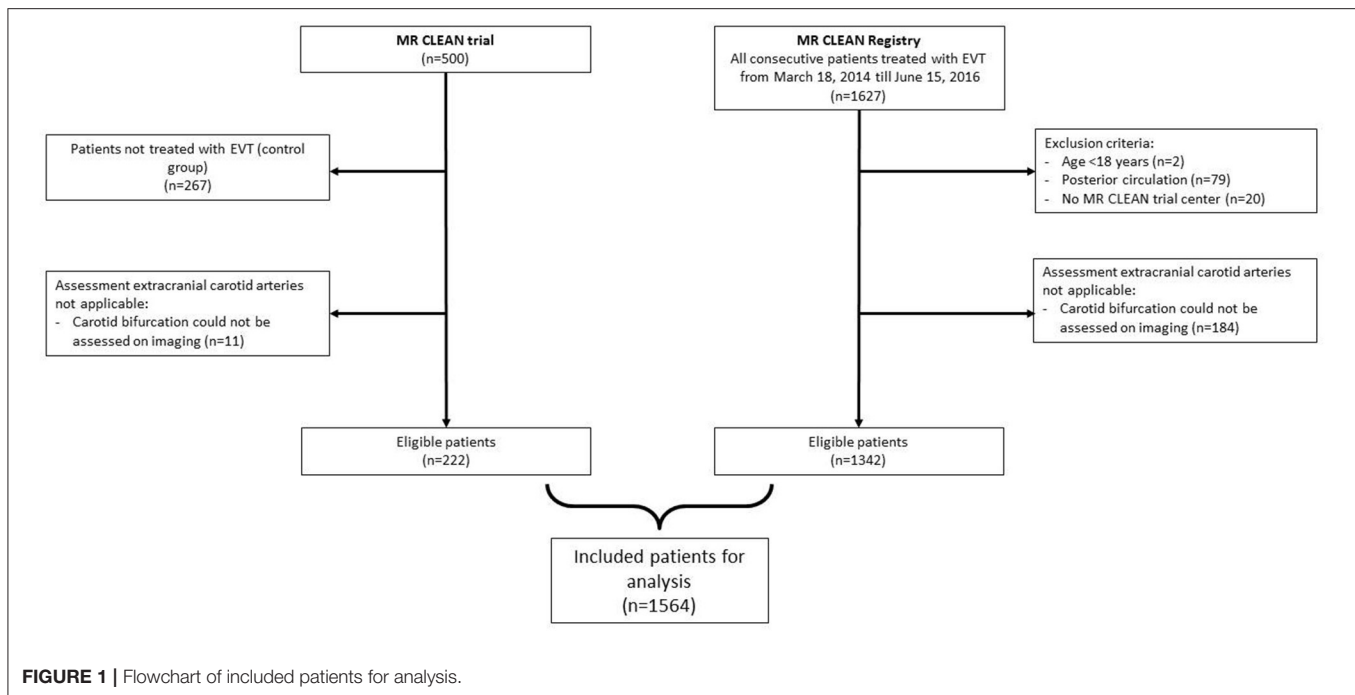 MR CLEAN trial
(n=500)
MR CLEAN Registry
All consecutive patients treated with EVT
from March 18, 2014 till June 15, 2016
(n=1627)
Patients not treated with EVT (control
group)
(n=267)
Exclusion criteria:
- Age <18 years (n=2)
- Posterior circulation (n=79)
- No MR CLEAN trial center (n=20)
Assessment extracranial carotid arteries
not applicable:
- Carotid bifurcation could not be
assessed on imaging (n=11)
Assessment extracranial carotid arteries
not applicable:
- Carotid bifurcation could not be
assessed on imaging (n=184)
Eligible patients
(n=222)
Eligible patients
(n=1342)
Included patients for
analysis
(n=1564)
FIGURE 1 | Flowchart of included patients for analysis.